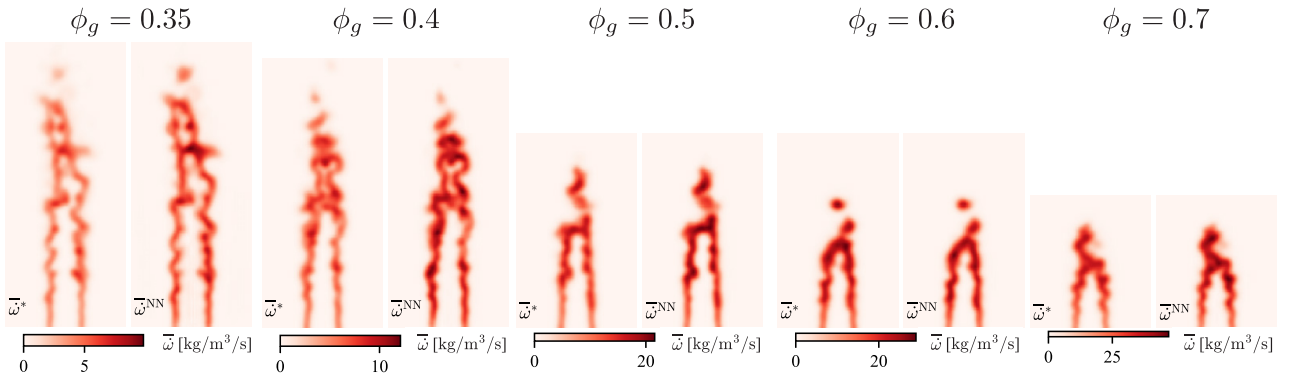 ϕ_g = 0.35
ϕ_g = 0.4
ϕ_g = 0.5
ϕ_g = 0.6
ϕ_g = 0.7
ω̇̅* ω̇̅ᴺᴺ
ω̇̅* ω̇̅ᴺᴺ
ω̇̅* ω̇̅ᴺᴺ
ω̇̅* ω̇̅ᴺᴺ
ω̇̅* ω̇̅ᴺᴺ
0 5 ω̇̅ [kg/m³/s]
0 10 ω̇̅ [kg/m³/s]
0 20 ω̇̅ [kg/m³/s]
0 20 ω̇̅ [kg/m³/s]
0 25 ω̇̅ [kg/m³/s]